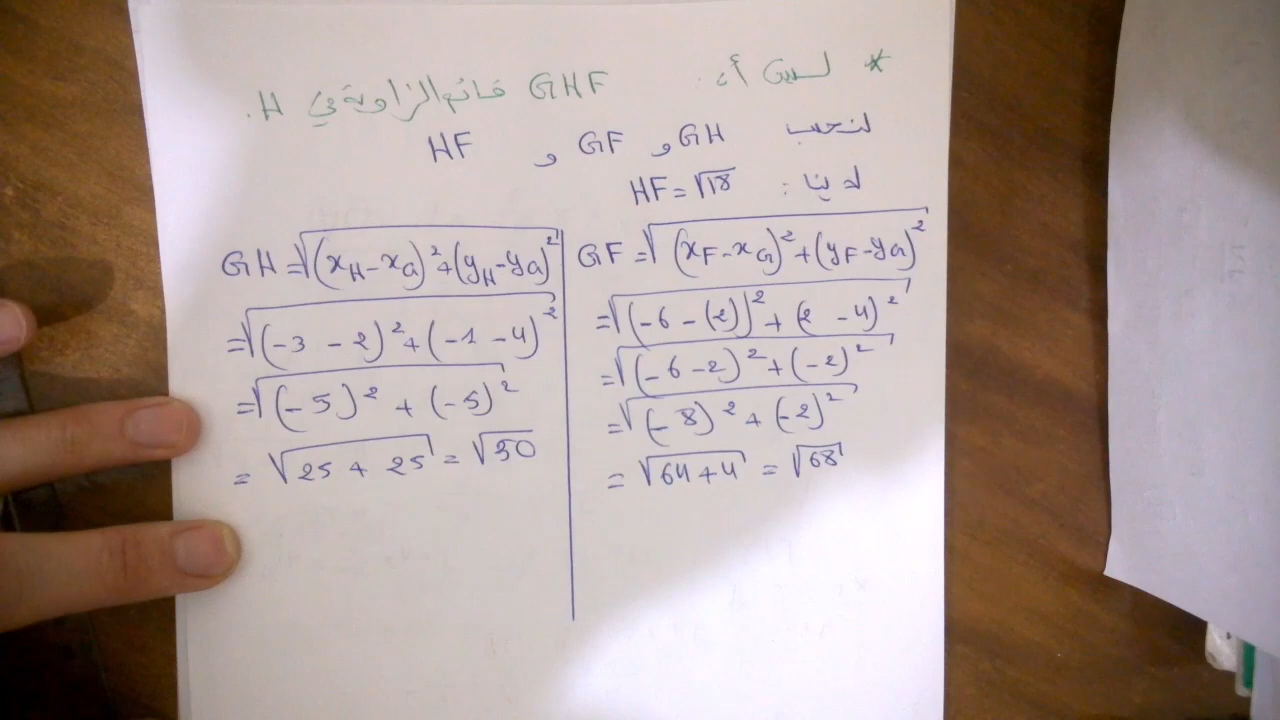 * لنبين أن GHF قائم الزاوية في H.
لنحسب GH و GF و HF
لدينا : HF = √18
GH = √(x_H - x_G)² + (y_H - y_G)²
= √(-3 - 2)² + (-1 - 4)²
= √(-5)² + (-5)²
= √25 + 25 = √50
GF = √(x_F - x_G)² + (y_F - y_G)²
= √(-6 - (2))² + (2 - 4)²
= √(-6 - 2)² + (-2)²
= √(-8)² + (-2)²
= √64 + 4 = √68